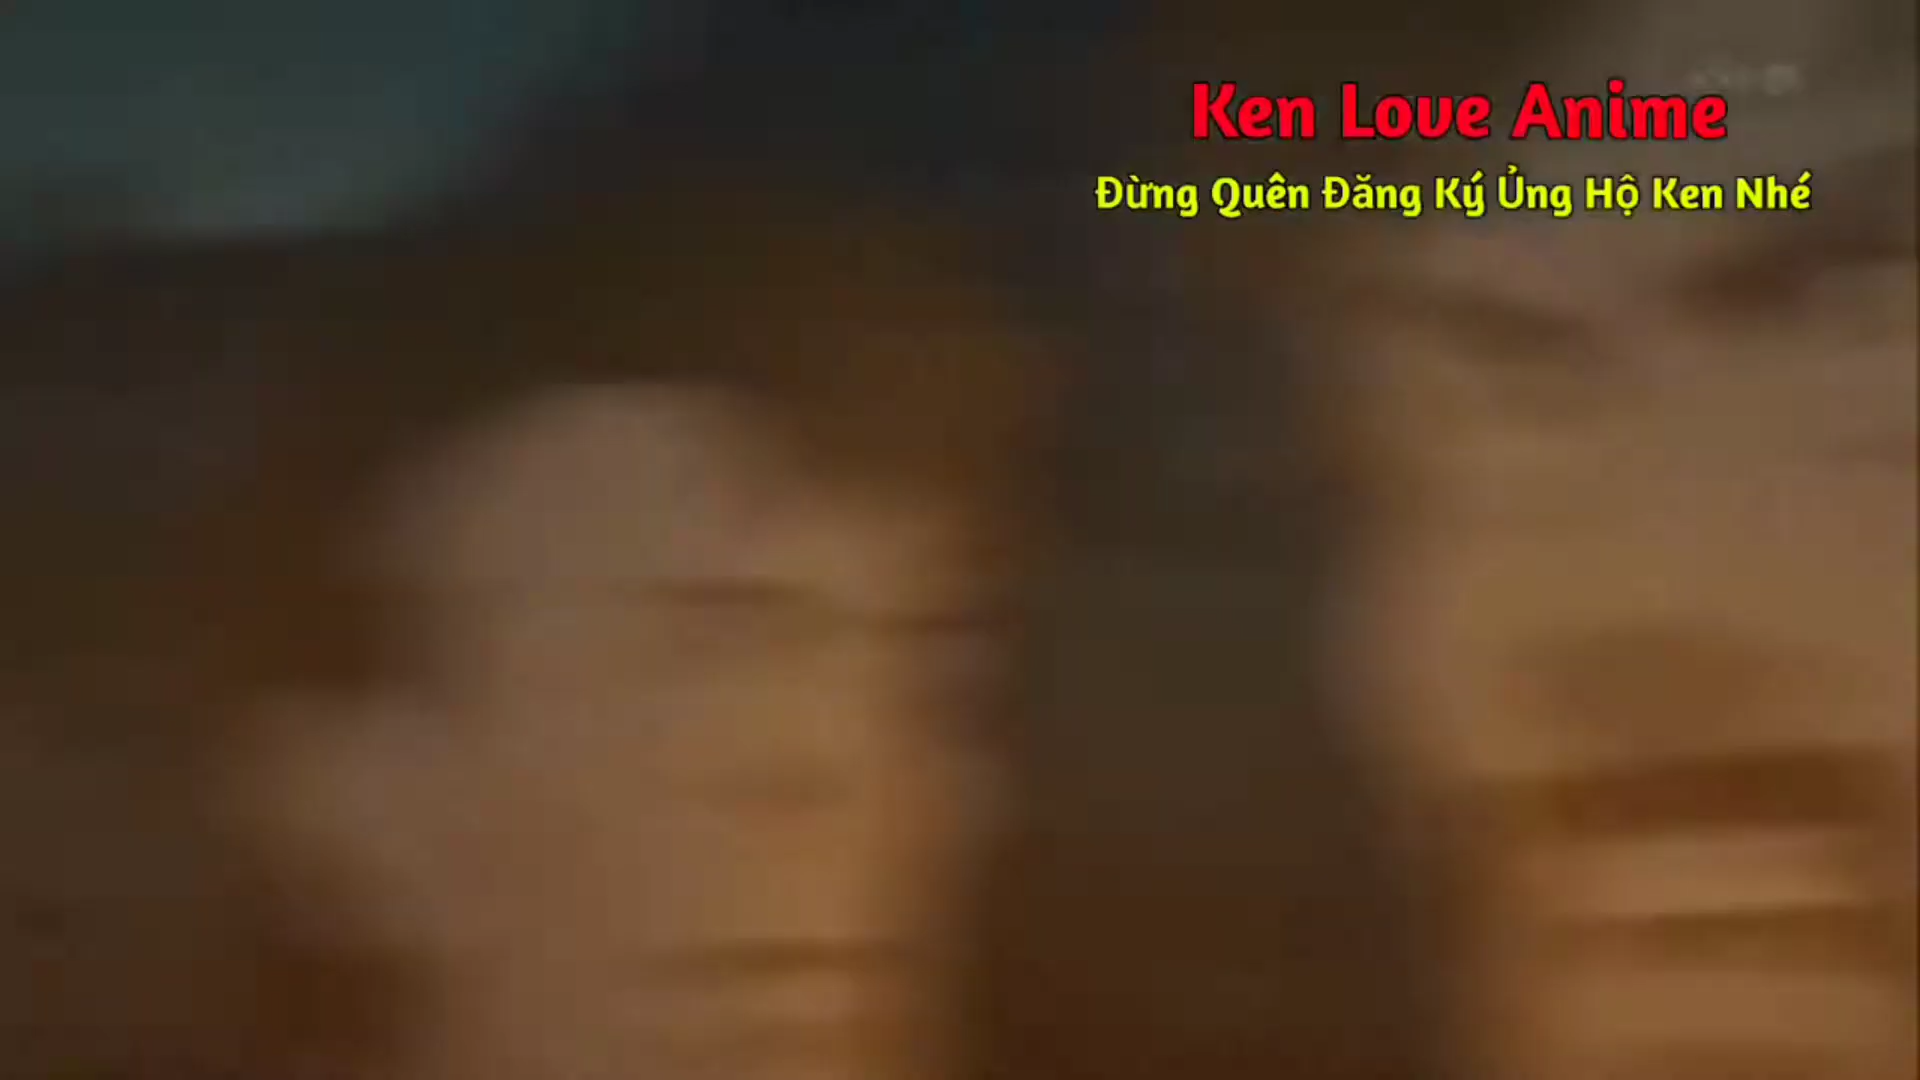 Ken Love Anime
Đừng Quên Đăng Ký Ủng Hộ Ken Nhé